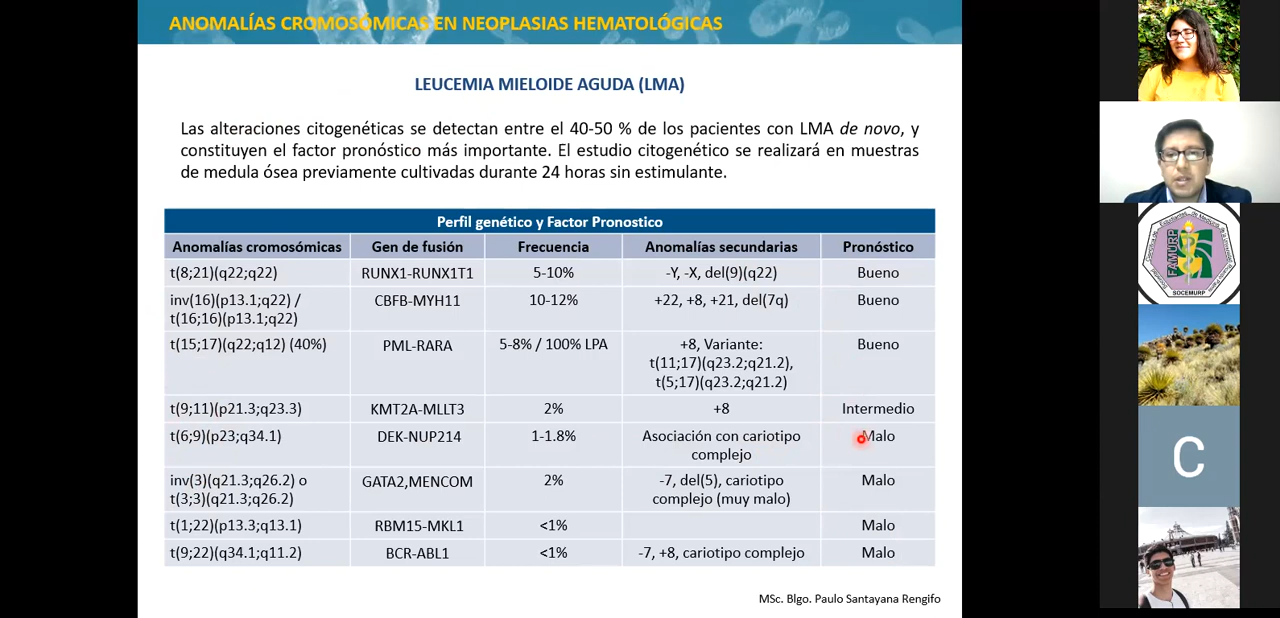 ANOMALÍAS CROMOSÓMICAS EN NEOPLASIAS HEMATOLÓGICAS
LEUCEMIA MIELOIDE AGUDA (LMA)
Las alteraciones citogenéticas se detectan entre el 40-50 % de los pacientes con LMA de novo, y
constituyen el factor pronóstico más importante. El estudio citogenético se realizará en muestras
de medula ósea previamente cultivadas durante 24 horas sin estimulante.
Perfil genético y Factor Pronostico
Anomalías cromosómicas Gen de fusión Frecuencia Anomalías secundarias Pronóstico
t(8;21)(q22;q22) RUNX1-RUNX1T1 5-10% -Y, -X, del(9)(q22) Bueno
inv(16)(p13.1;q22) / CBFB-MYH11 10-12% +22, +8, +21, del(7q) Bueno
t(16;16)(p13.1;q22)
t(15;17)(q22;q12) (40%) PML-RARA 5-8% / 100% LPA +8, Variante: Bueno
t(11;17)(q23.2;q21.2),
t(5;17)(q23.2;q21.2)
t(9;11)(p21.3;q23.3) KMT2A-MLLT3 2% +8 Intermedio
t(6;9)(p23;q34.1) DEK-NUP214 1-1.8% Asociación con cariotipo Malo
complejo
inv(3)(q21.3;q26.2) o GATA2,MENCOM 2% -7, del(5), cariotipo Malo
t(3;3)(q21.3;q26.2) complejo (muy malo)
t(1;22)(p13.3;q13.1) RBM15-MKL1 <1% Malo
t(9;22)(q34.1;q11.2) BCR-ABL1 <1% -7, +8, cariotipo complejo Malo
MSc. Blgo. Paulo Santayana Rengifo
FAMURP
SOCEMURP
C